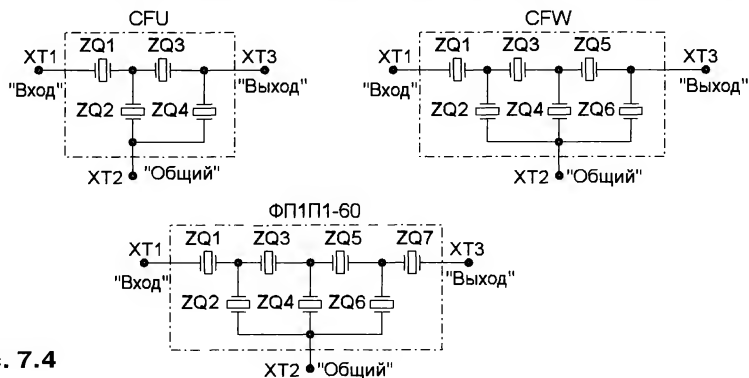 CFU
ZQ1 ZQ3
XT1 XT3
"Вход" "Выход"
ZQ2 ZQ4
XT2 "Общий"
CFW
ZQ1 ZQ3 ZQ5
XT1 XT3
"Вход" "Выход"
ZQ2 ZQ4 ZQ6
XT2 "Общий"
ФП1П1-60
ZQ1 ZQ3 ZQ5 ZQ7
XT1 XT3
"Вход" "Выход"
ZQ2 ZQ4 ZQ6
XT2 "Общий"
с. 7.4